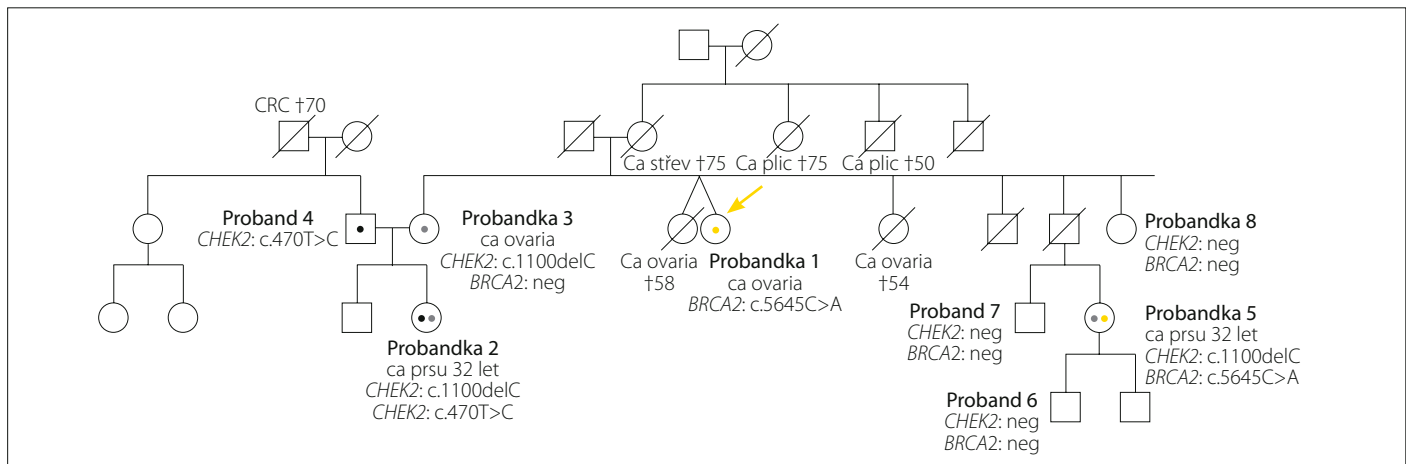 CRC †70
Ca střev †75
Ca plic †75
Ca plic †50
Proband 4
CHEK2: c.470T>C
Probandka 3
ca ovaria
CHEK2: c.1100delC
BRCA2: neg
Ca ovaria
†58
Probandka 1
ca ovaria
BRCA2: c.5645C>A
Ca ovaria
†54
Probandka 8
CHEK2: neg
BRCA2: neg
Probandka 2
ca prsu 32 let
CHEK2: c.1100delC
CHEK2: c.470T>C
Proband 7
CHEK2: neg
BRCA2: neg
Probandka 5
ca prsu 32 let
CHEK2: c.1100delC
BRCA2: c.5645C>A
Proband 6
CHEK2: neg
BRCA2: neg